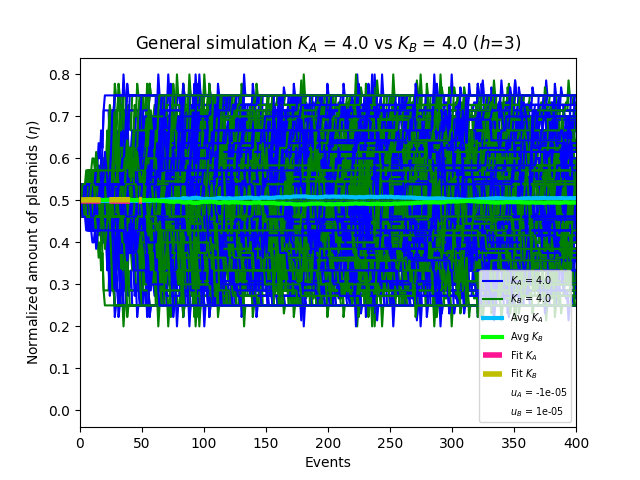 General simulation K_A = 4.0 vs K_B = 4.0 (h=3)
Normalized amount of plasmids (η)
0.8
0.7
0.6
0.5
0.4
0.3
0.2
0.1
0.0
K_A = 4.0
K_B = 4.0
Avg K_A
Avg K_B
Fit K_A
Fit K_B
u_A = -1e-05
u_B = 1e-05
0 50 100 150 200 250 300 350 400
Events